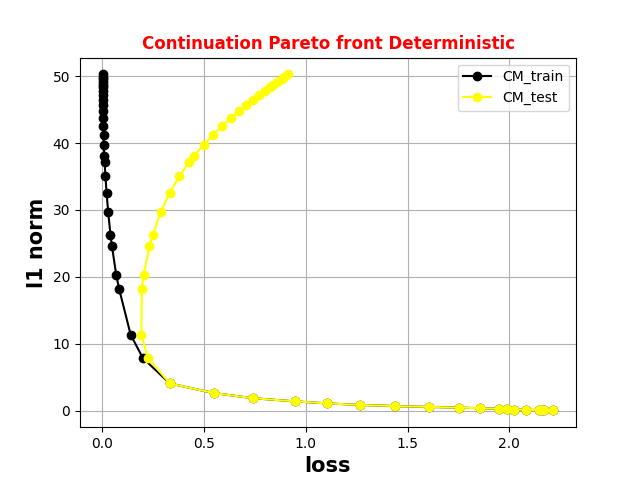 Continuation Pareto front Deterministic
CM_train
CM_test
50
40
30
20
10
0
l1 norm
0.0 0.5 1.0 1.5 2.0
loss